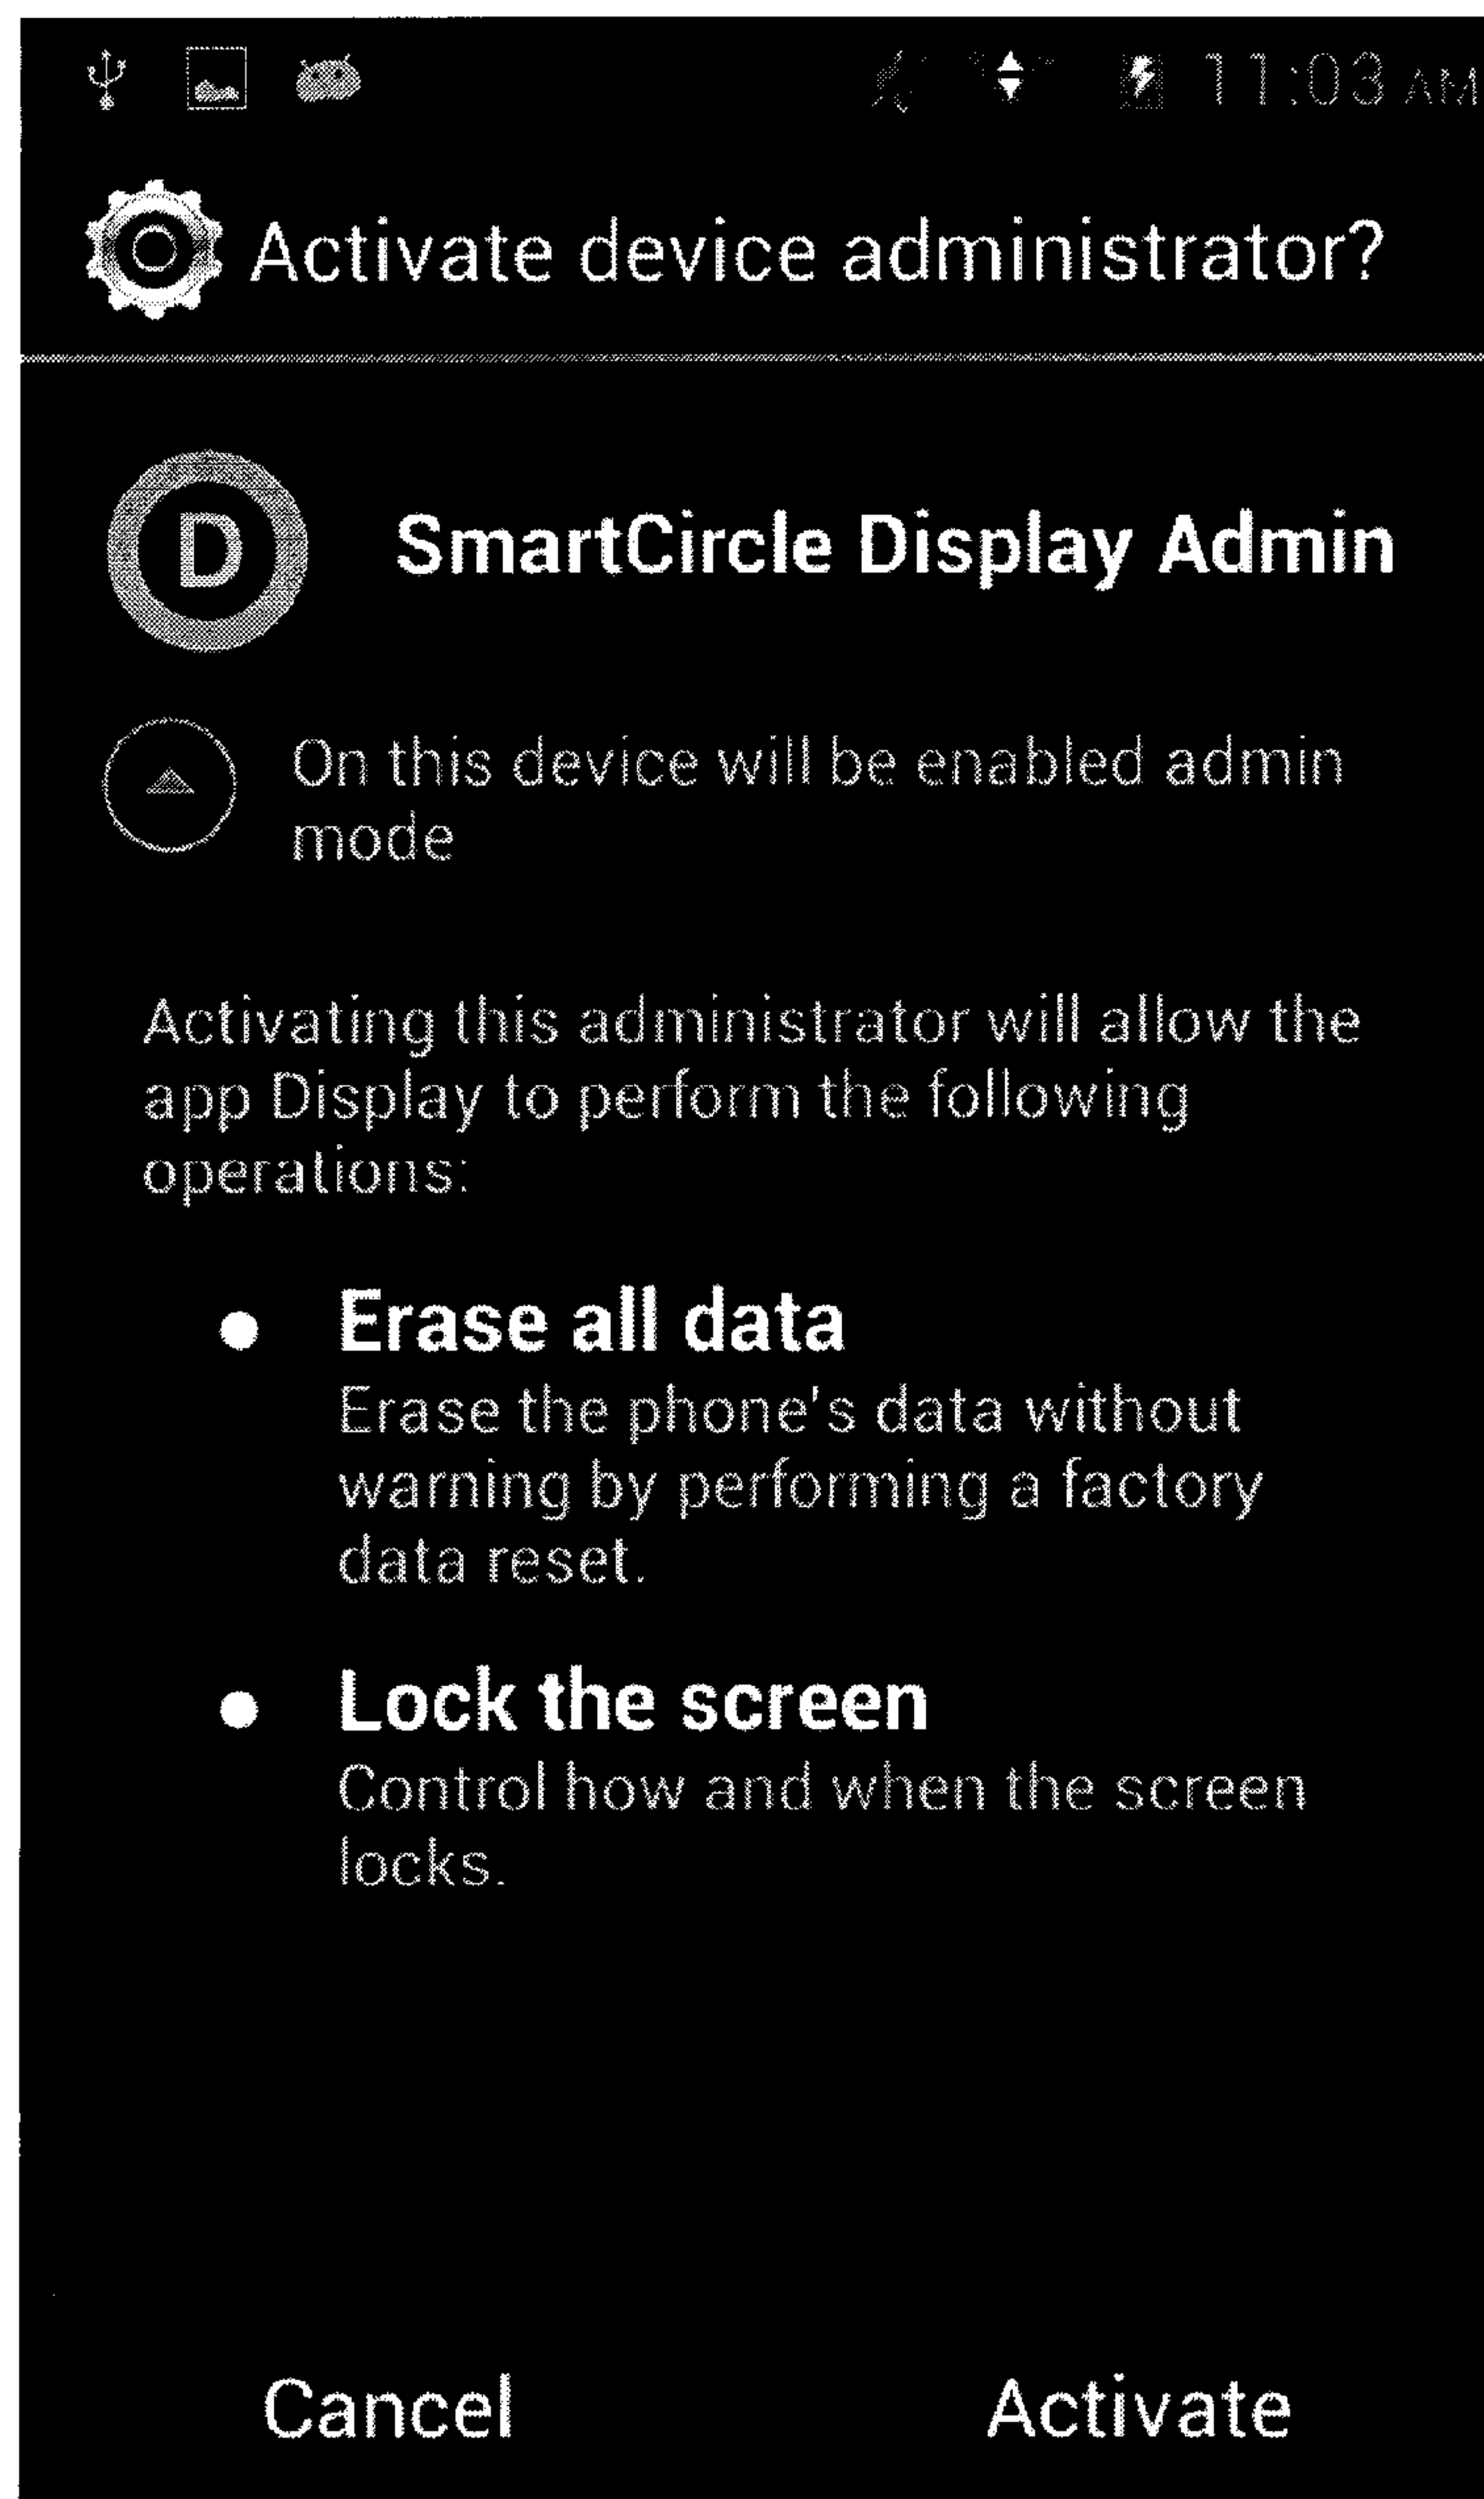 11:03 AM
Activate device administrator?
D
SmartCircle Display Admin
On this device will be enabled admin
mode
Activating this administrator will allow the
app Display to perform the following
operations:
Erase all data
Erase the phone's data without
warning by performing a factory
data reset.
Lock the screen
Control how and when the screen
locks.
Cancel
Activate